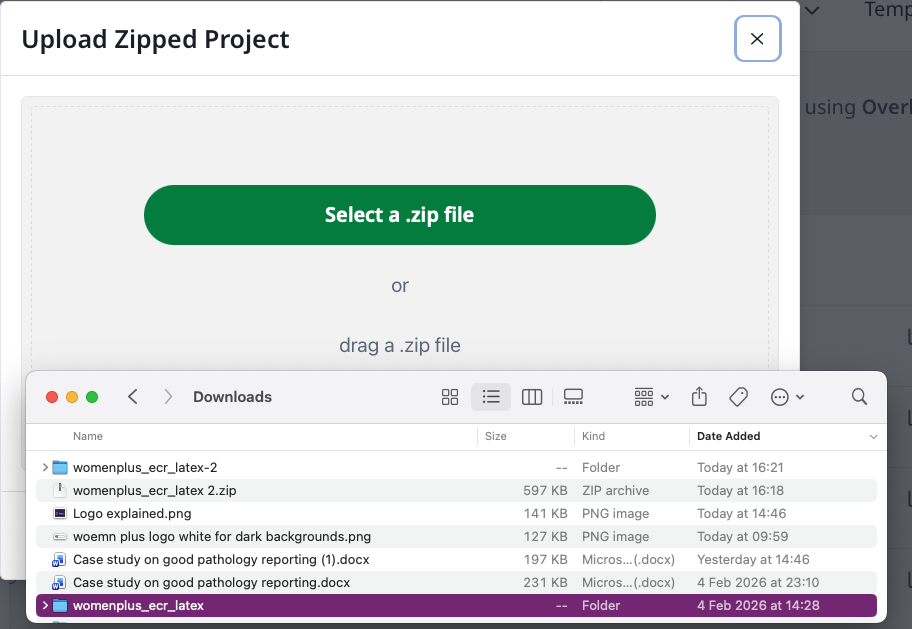 Upload Zipped Project
Temp
using Overl
Select a .zip file
or
drag a .zip file
Downloads
Name Size Kind Date Added
womenplus_ecr_latex-2 -- Folder Today at 16:21
womenplus_ecr_latex 2.zip 597 KB ZIP archive Today at 16:18
Logo explained.png 141 KB PNG image Today at 14:46
woemn plus logo white for dark backgrounds.png 127 KB PNG image Today at 09:59
Case study on good pathology reporting (1).docx 197 KB Micros...(.docx) Yesterday at 14:46
Case study on good pathology reporting.docx 231 KB Micros...(.docx) 4 Feb 2026 at 23:10
womenplus_ecr_latex -- Folder 4 Feb 2026 at 14:28